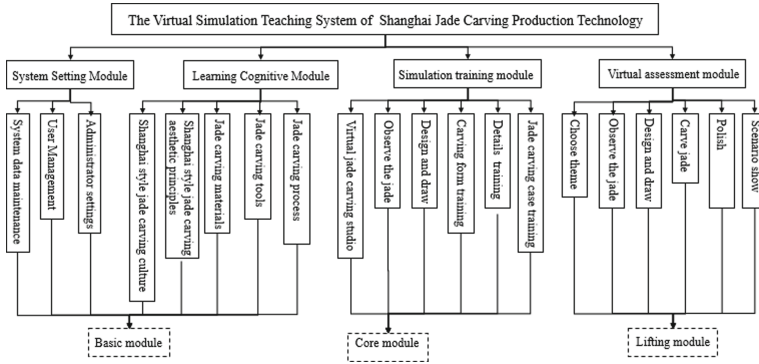 The Virtual Simulation Teaching System of Shanghai Jade Carving Production Technology
System Setting Module
Learning Cognitive Module
Simulation training module
Virtual assessment module
System data maintenance
User Management
Administrator settings
Shanghai style jade carving culture
Shanghai style jade carving
aesthetic principles
Jade carving materials
Jade carving tools
Jade carving process
Virtual jade carving studio
Observe the jade
Design and draw
Carving form training
Details training
Jade carving case training
Choose theme
Observe the jade
Design and draw
Carve jade
Polish
Scenario show
Basic module
Core module
Lifting module